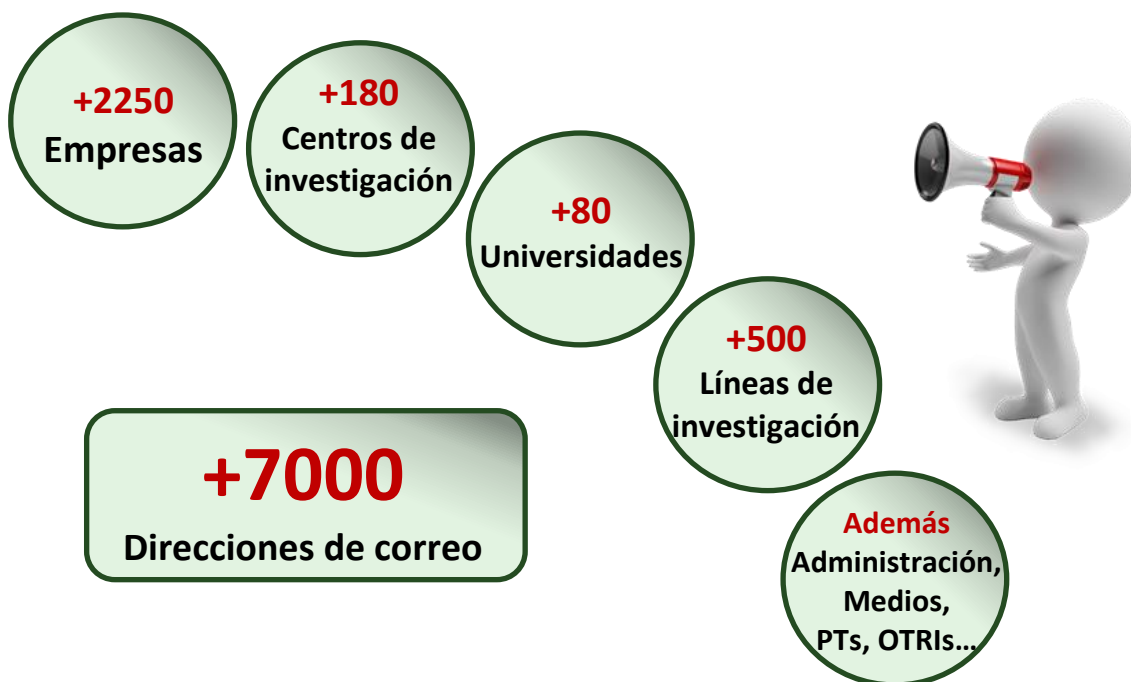 +2250
Empresas
+180
Centros de
investigación
+80
Universidades
+500
Líneas de
investigación
+7000
Direcciones de correo
Además
Administración,
Medios,
PTs, OTRIs...